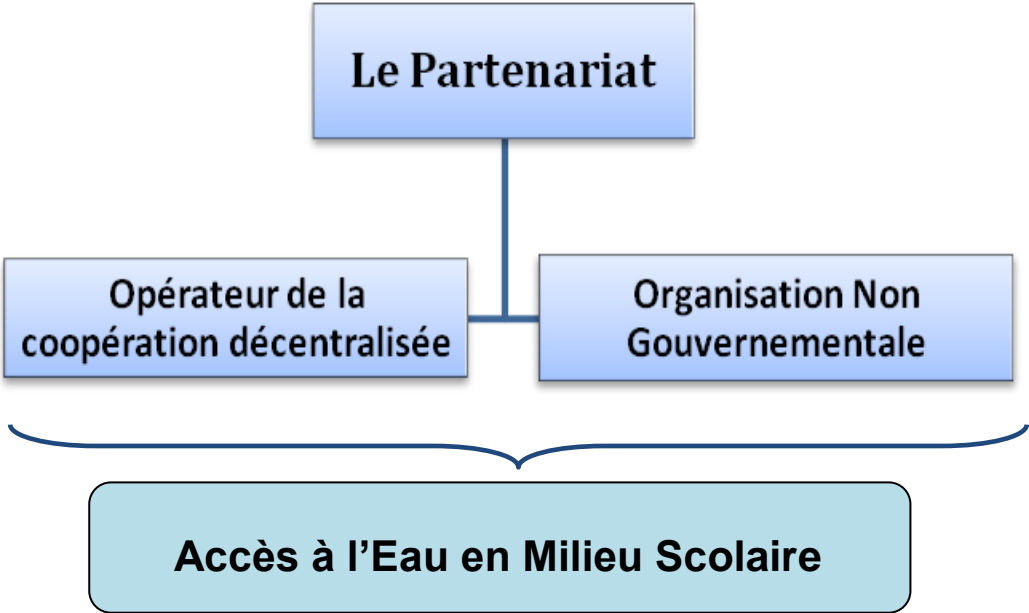 Le Partenariat
Opérateur de la
coopération décentralisée
Organisation Non
Gouvernementale
Accès à l’Eau en Milieu Scolaire